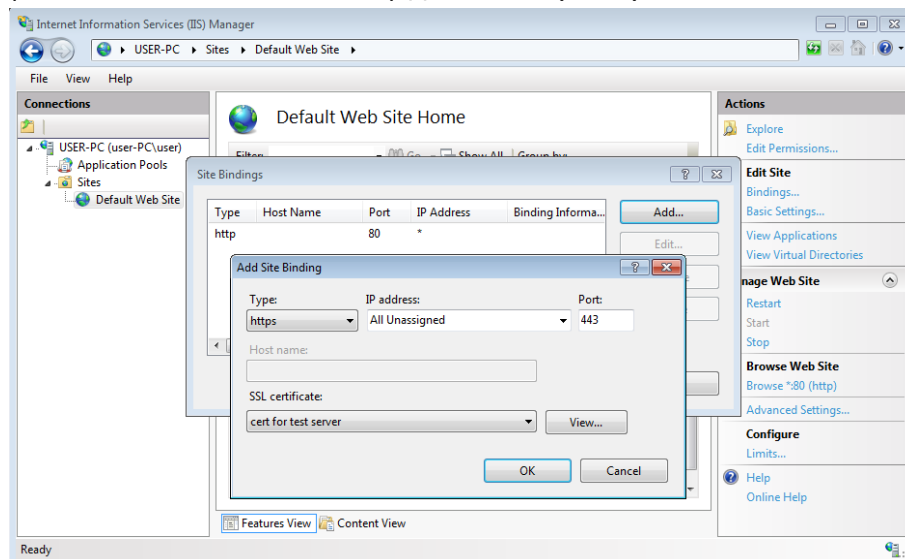 Internet Information Services (IIS) Manager
USER-PC Sites Default Web Site
File View Help
Connections
USER-PC (user-PC\user)
Application Pools
Sites
Default Web Site
Default Web Site Home
Go Show All Group by:
Site Bindings
Type Host Name Port IP Address Binding Informa...
http 80 *
Add...
Edit...
Add Site Binding
Type: IP address: Port:
https All Unassigned 443
Host name:
SSL certificate:
cert for test server View...
OK Cancel
Features View Content View
Actions
Explore
Edit Permissions...
Edit Site
Bindings...
Basic Settings...
View Applications
View Virtual Directories
nage Web Site
Restart
Start
Stop
Browse Web Site
Browse *:80 (http)
Advanced Settings...
Configure
Limits...
Help
Online Help
Ready